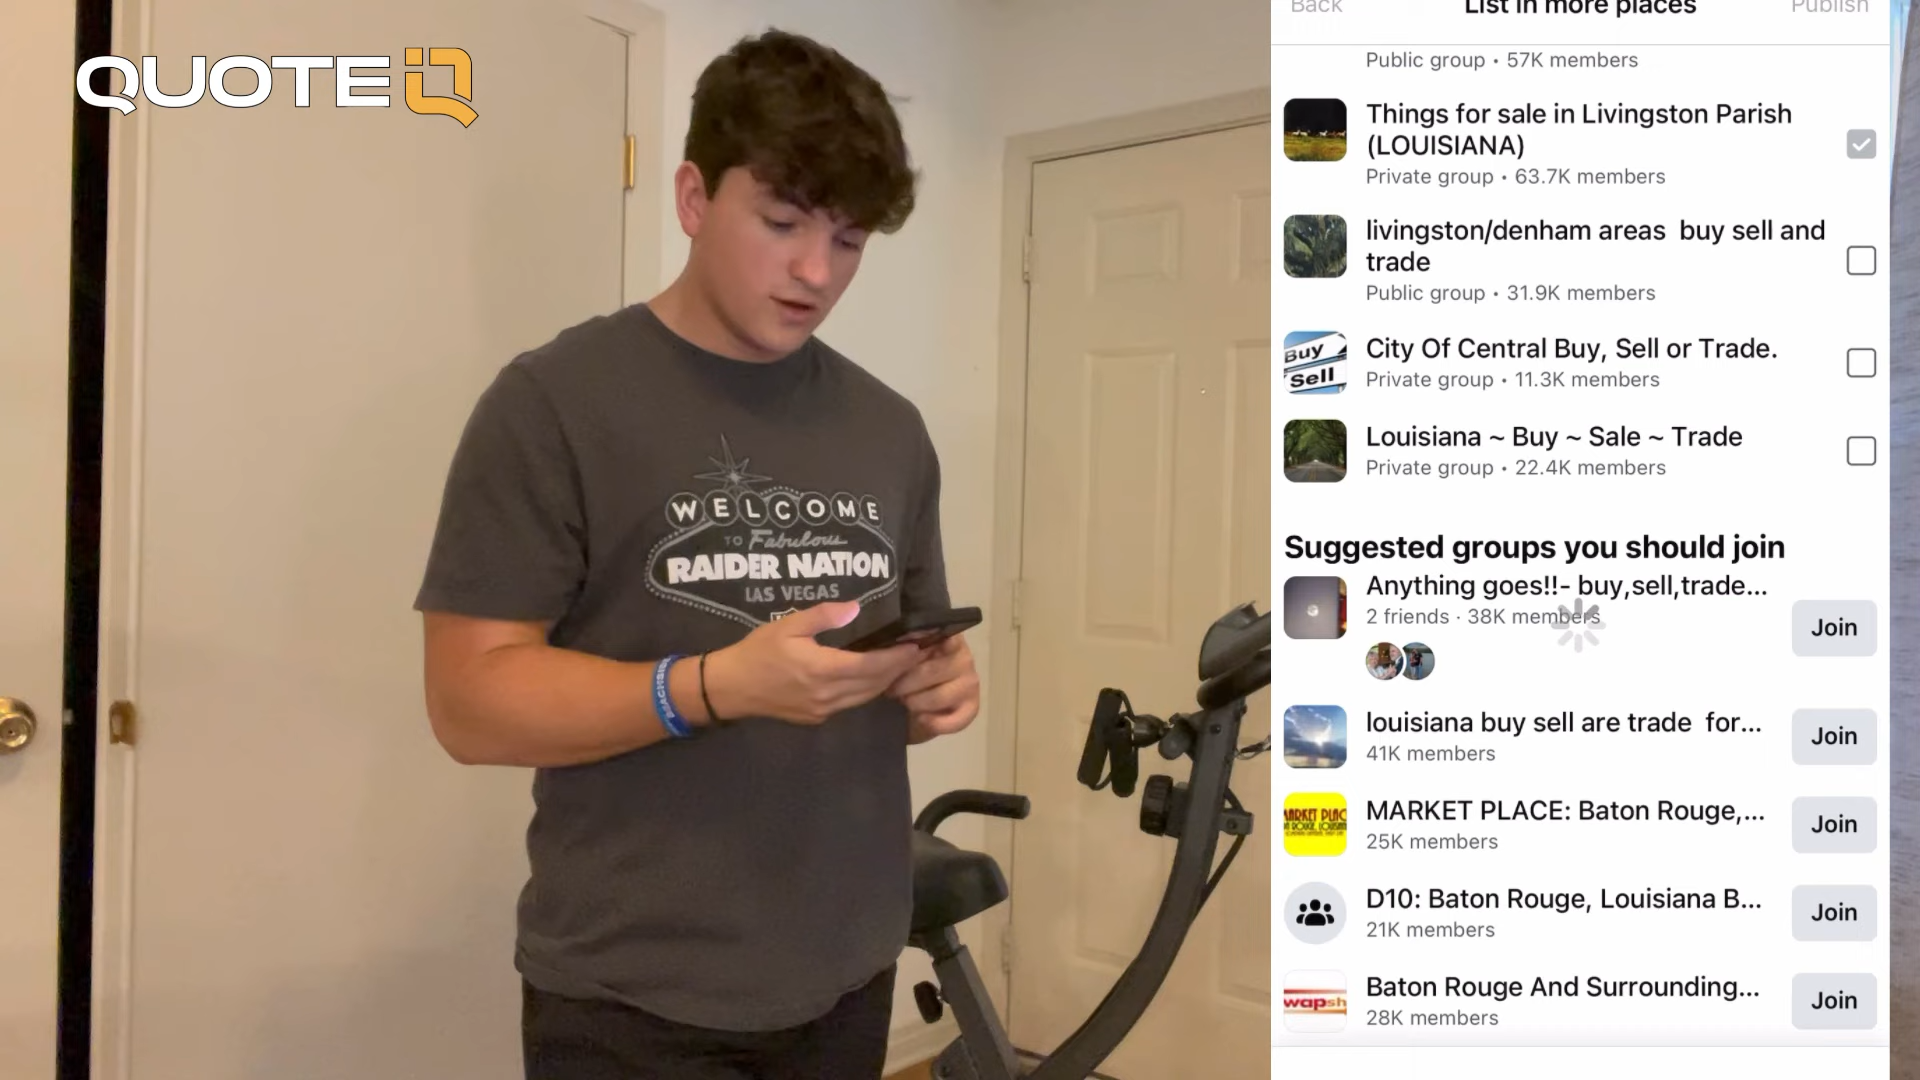 QUOTE IQ
WELCOME
TO Fabulous
RAIDER NATION
LAS VEGAS
Back
List in more places
Publish
Public group • 57K members
Things for sale in Livingston Parish
(LOUISIANA)
Private group • 63.7K members
livingston/denham areas  buy sell and
trade
Public group • 31.9K members
Buy
Sell
City Of Central Buy, Sell or Trade.
Private group • 11.3K members
Louisiana ~ Buy ~ Sale ~ Trade
Private group • 22.4K members
Suggested groups you should join
Anything goes!!- buy,sell,trade...
2 friends · 38K members
Join
louisiana buy sell are trade  for...
41K members
Join
MARKET PLACE: Baton Rouge,...
25K members
Join
D10: Baton Rouge, Louisiana B...
21K members
Join
Baton Rouge And Surrounding...
28K members
Join